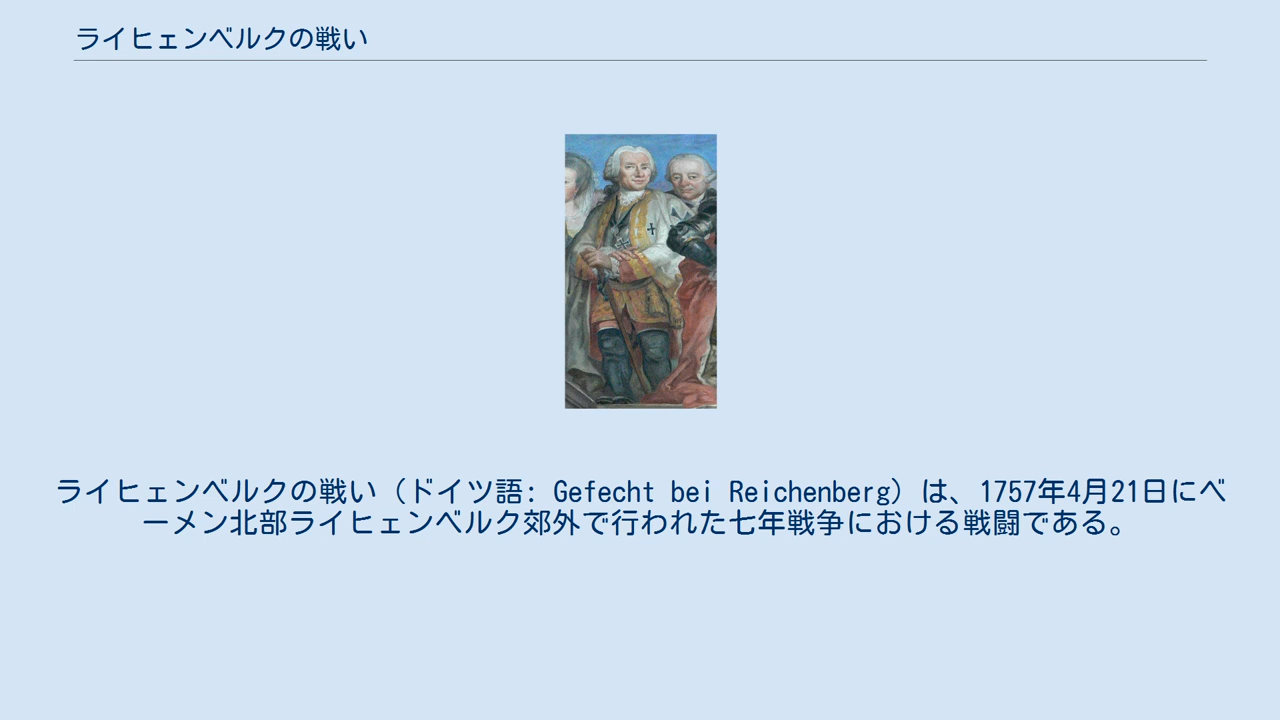 ライヒェンベルクの戦い
ライヒェンベルクの戦い（ドイツ語: Gefecht bei Reichenberg）は、1757年4月21日にベ
ーメン北部ライヒェンベルク郊外で行われた七年戦争における戦闘である。